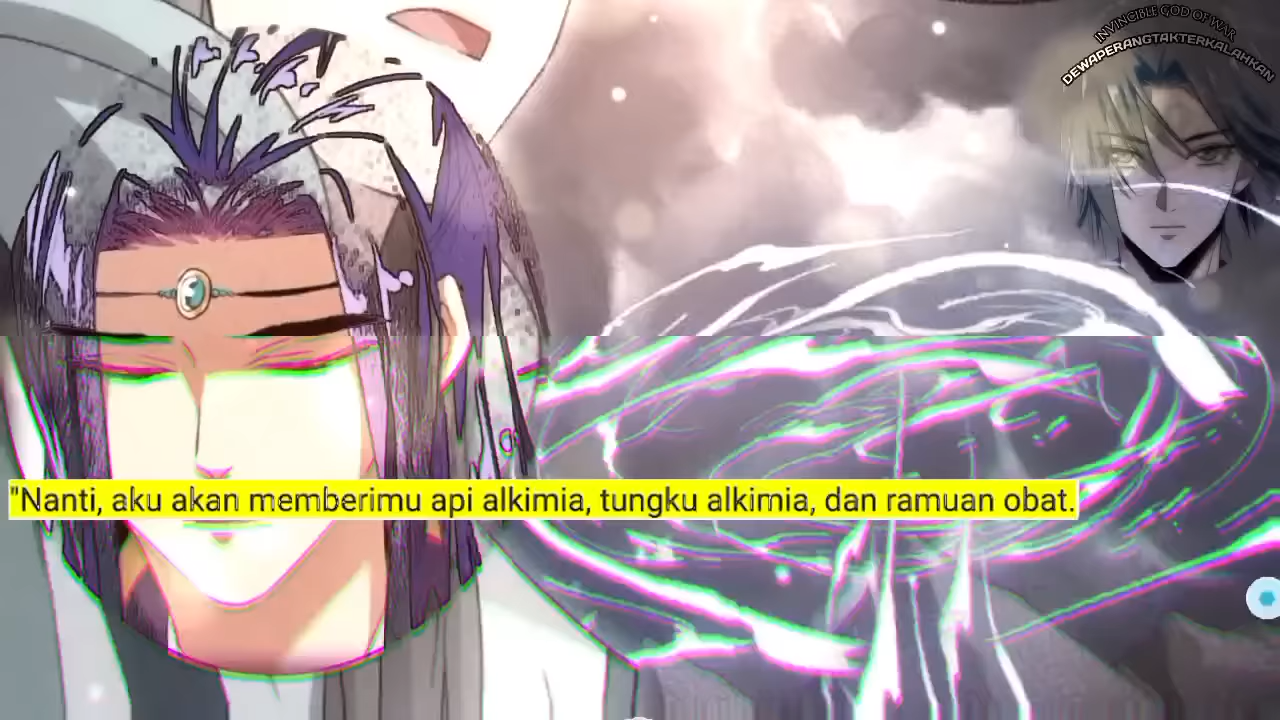 INVINCIBLE GOD OF WAR
DEWAPERANGTAKTERKALAHKAN
"Nanti, aku akan memberimu api alkimia, tungku alkimia, dan ramuan obat.